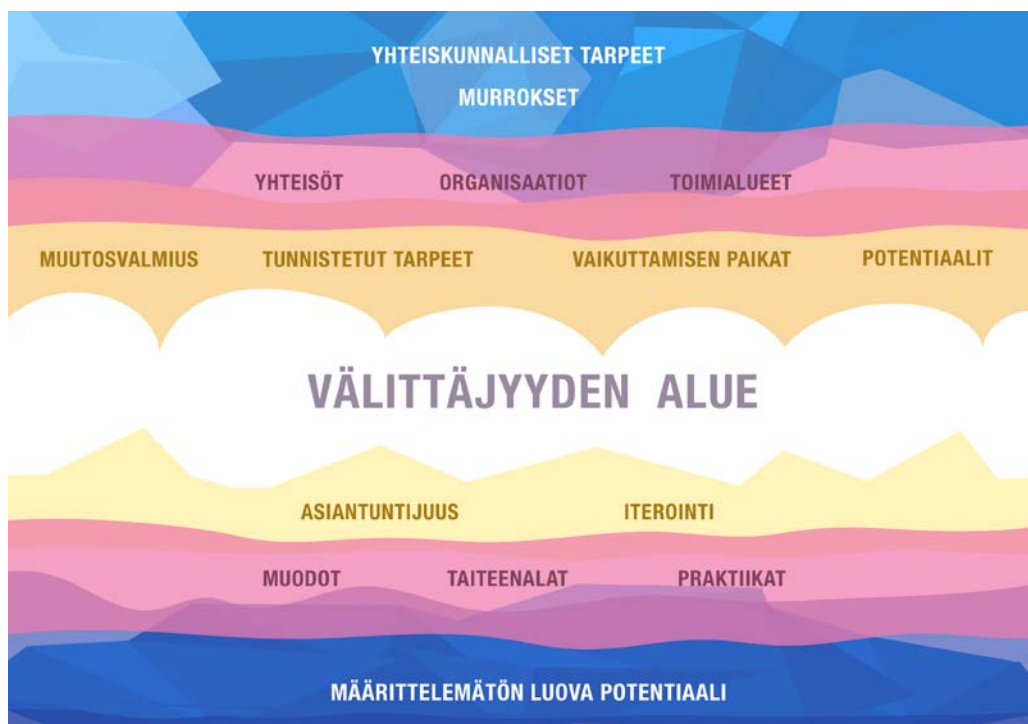 YHTEISKUNNALLISET TARPEET
MURROKSET
YHTEISÖT ORGANISAATIOT TOIMIALUEET
MUUTOSVALMIUS TUNNISTETUT TARPEET VAIKUTTAMISEN PAIKAT POTENTIAALIT
VÄLITTÄJYYDEN ALUE
ASIANTUNTIJUUS ITEROINTI
MUODOT TAITEENALAT PRAKTIIKAT
MÄÄRITTELEMÄTÖN LUOVA POTENTIAALI